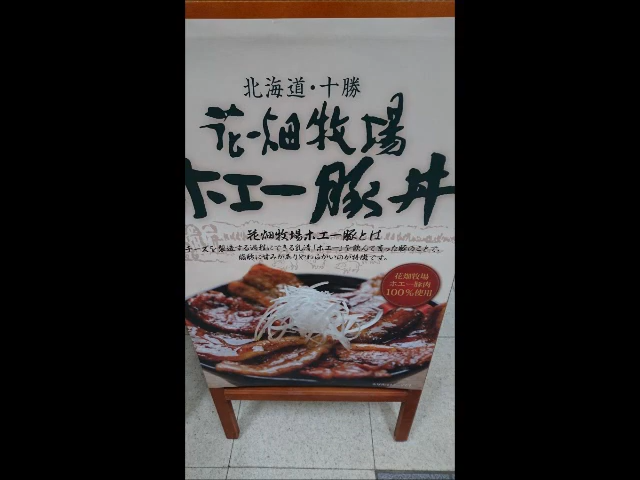 北海道・十勝
花畑牧場
ホエー豚丼
花畑牧場ホエー豚とは
チーズを製造する過程にできる乳清「ホエー」を飲んで育った豚のことで、
脂肪に甘みがありやわらかいのが特徴です。
花畑牧場
ホエー豚肉
100%使用